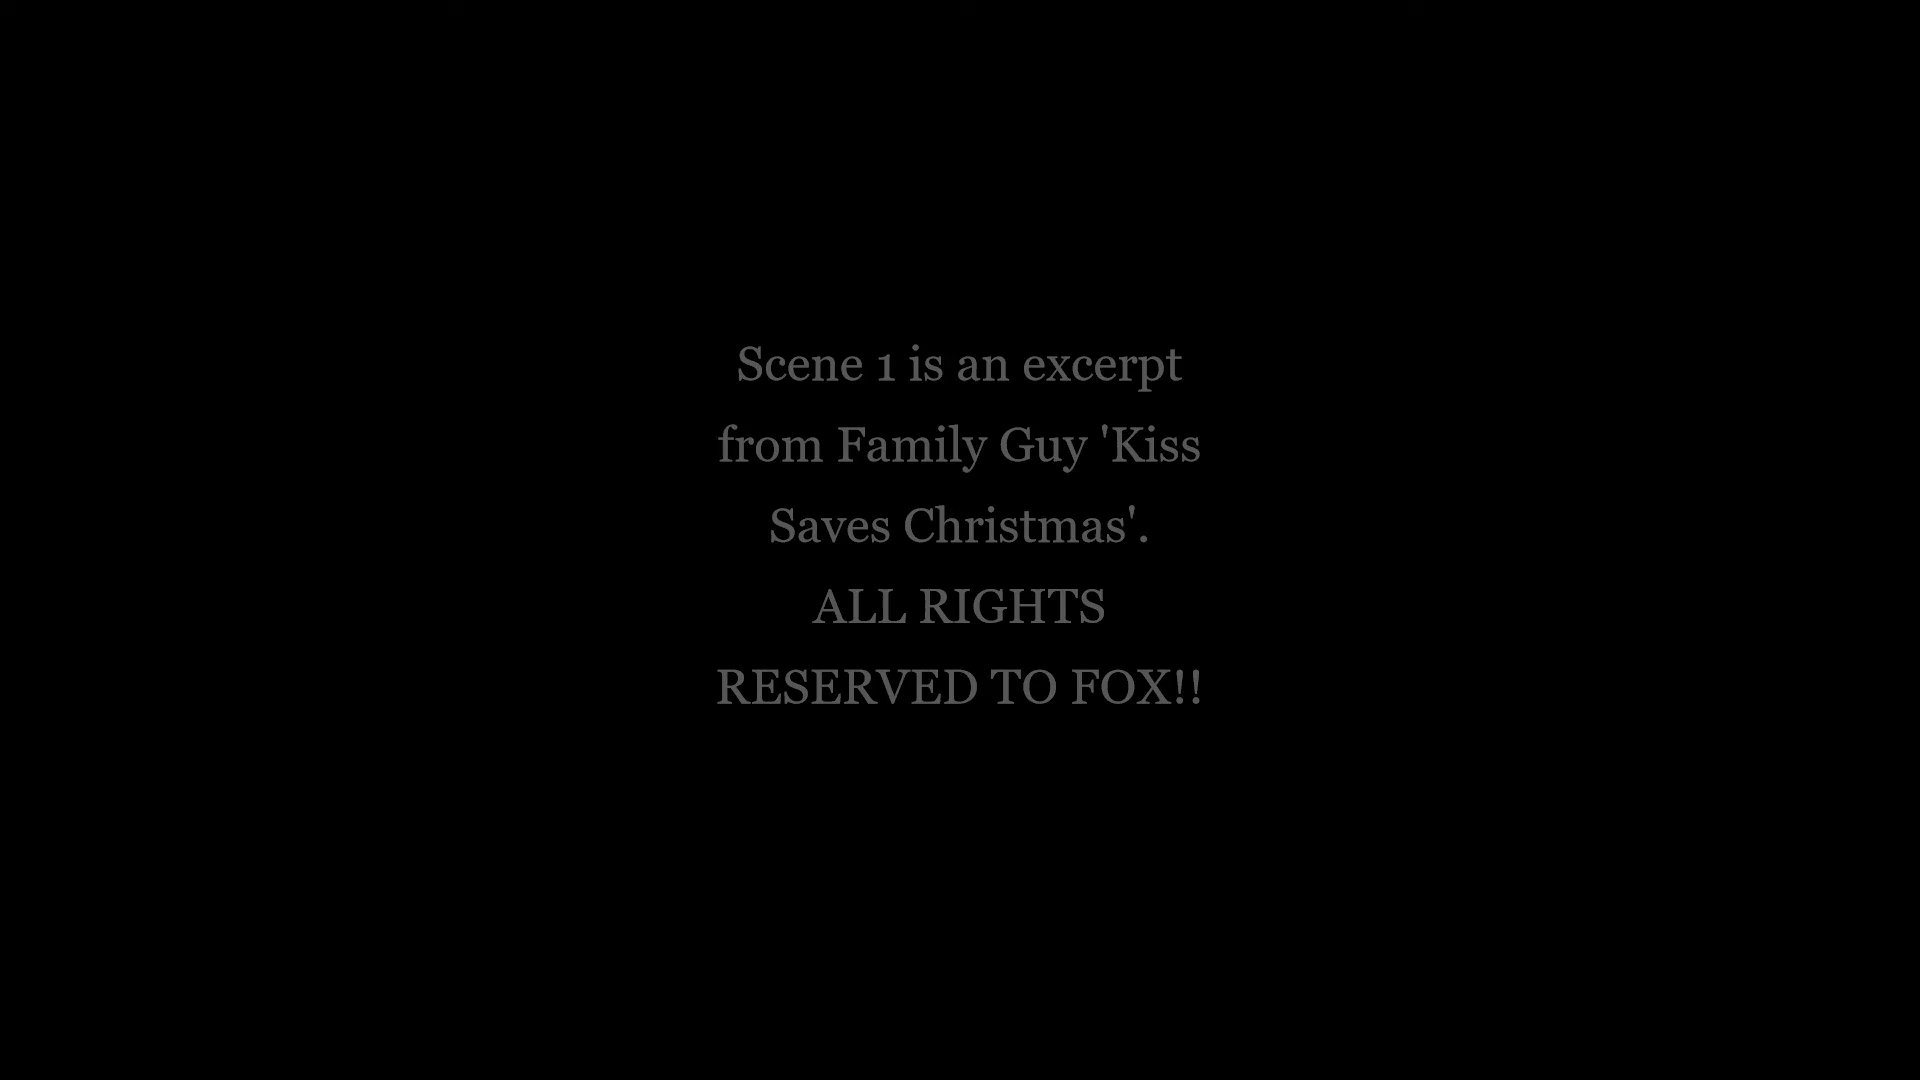 Scene 1 is an excerpt
from Family Guy 'Kiss
Saves Christmas'.
ALL RIGHTS
RESERVED TO FOX!!